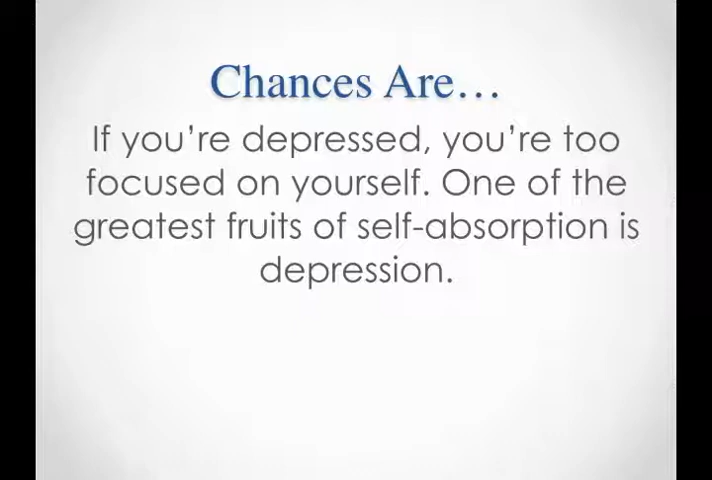 Chances Are…
If you’re depressed, you’re too
focused on yourself. One of the
greatest fruits of self-absorption is
depression.